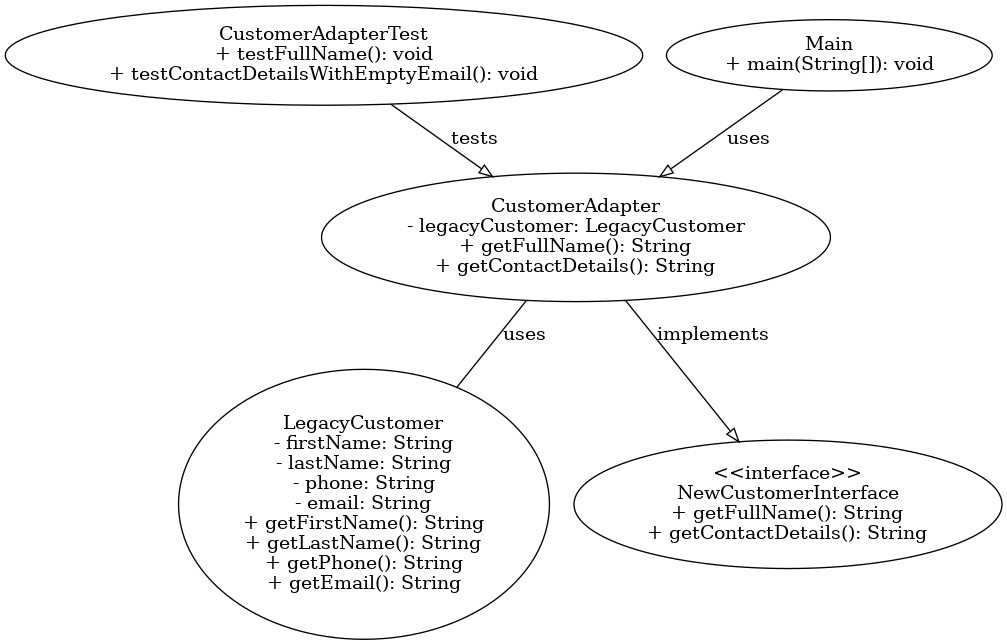 CustomerAdapterTest
+ testFullName(): void
+ testContactDetailsWithEmptyEmail(): void
Main
+ main(String[]): void
tests
uses
CustomerAdapter
- legacyCustomer: LegacyCustomer
+ getFullName(): String
+ getContactDetails(): String
uses
implements
LegacyCustomer
- firstName: String
- lastName: String
- phone: String
- email: String
+ getFirstName(): String
+ getLastName(): String
+ getPhone(): String
+ getEmail(): String
<<interface>>
NewCustomerInterface
+ getFullName(): String
+ getContactDetails(): String